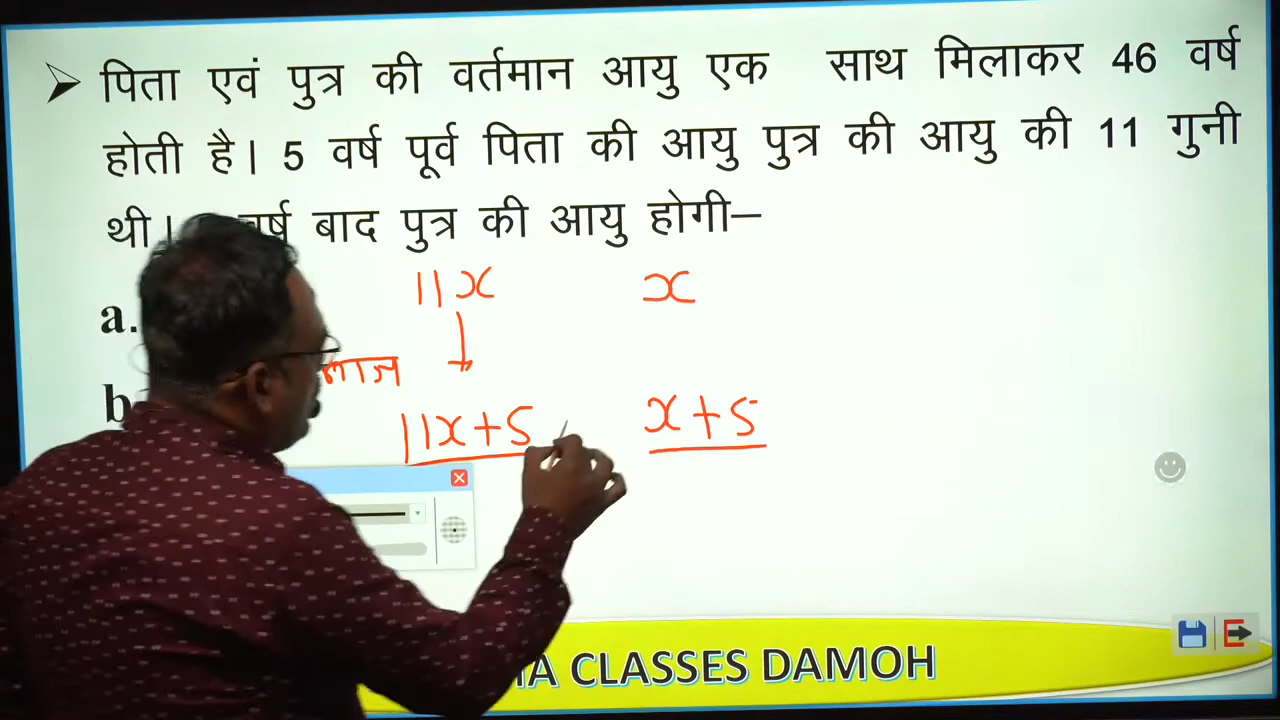 पिता एवं पुत्र की वर्तमान आयु एक साथ मिलाकर 46 वर्ष
होती है। 5 वर्ष पूर्व पिता की आयु पुत्र की आयु की 11 गुनी
थी। वर्ष बाद पुत्र की आयु होगी–
11x x
a.
b
11x+5 x+5
CLASSES DAMOH